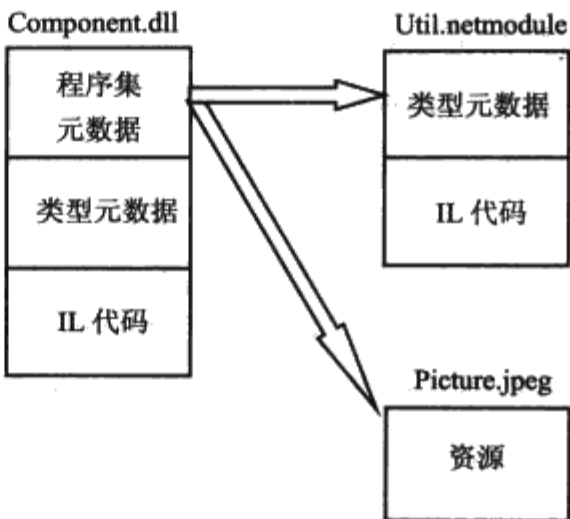 Component.dll
程序集
元数据
类型元数据
IL 代码
Util.netmodule
类型元数据
IL 代码
Picture.jpeg
资源